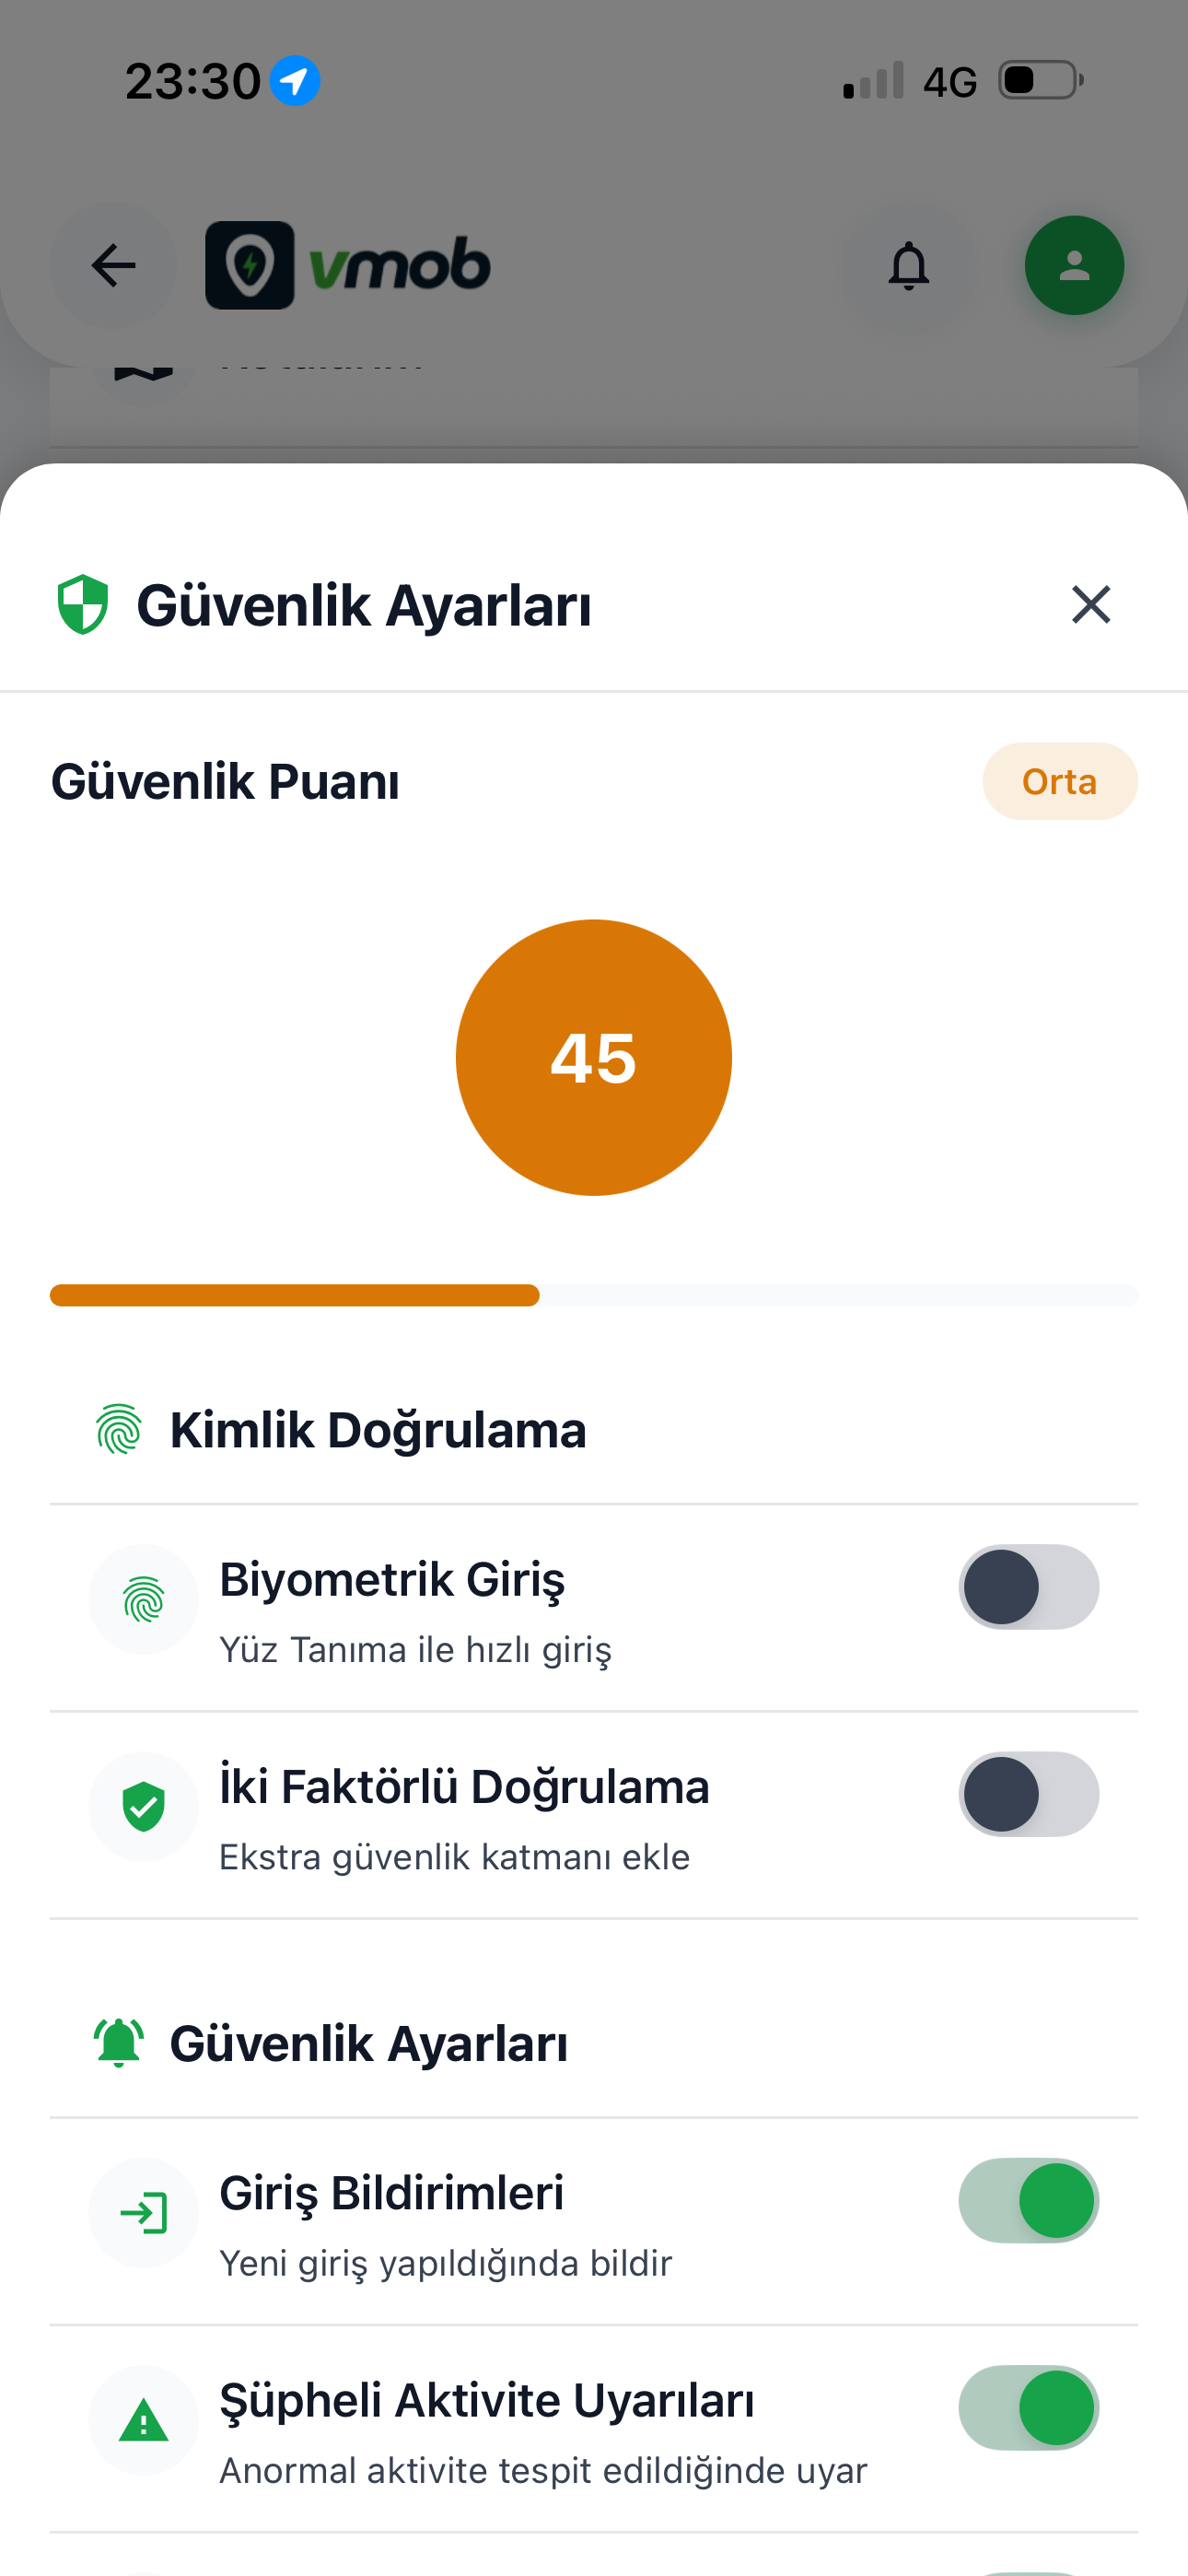 23:30
4G
vmob
Güvenlik Ayarları
Güvenlik Puanı
Orta
45
Kimlik Doğrulama
Biyometrik Giriş
Yüz Tanıma ile hızlı giriş
İki Faktörlü Doğrulama
Ekstra güvenlik katmanı ekle
Güvenlik Ayarları
Giriş Bildirimleri
Yeni giriş yapıldığında bildir
Şüpheli Aktivite Uyarıları
Anormal aktivite tespit edildiğinde uyar